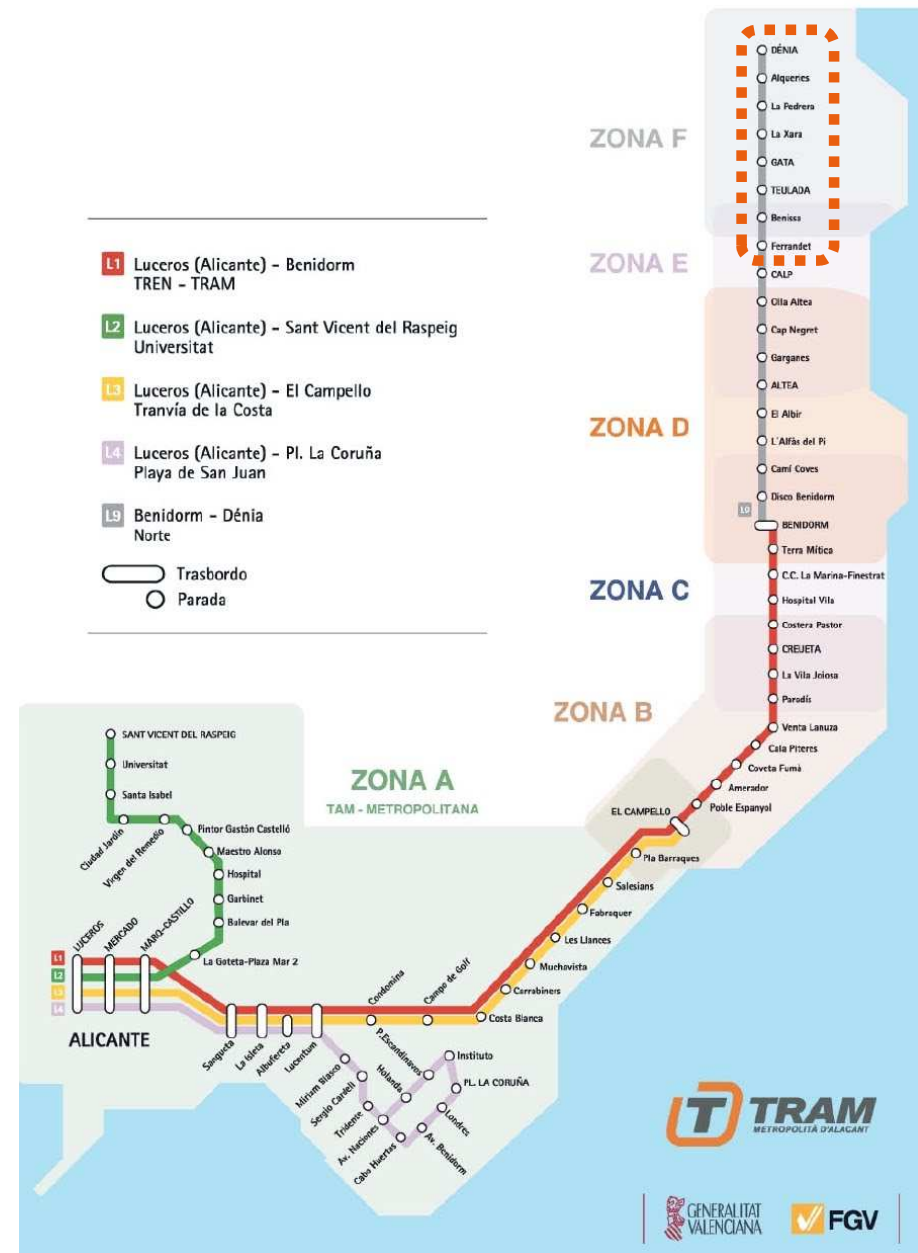 DÉNIA
Alqueries
La Pedrera
La Xara
GATA
TEULADA
Benissa
Ferrandet
CALP
Olla Altea
Cap Negret
Garganes
ALTEA
El Albir
L'Alfàs del Pi
Camí Coves
Disco Benidorm
L9
BENIDORM
Terra Mítica
C.C. La Marina-Finestrat
Hospital Vila
Costera Pastor
CREUETA
La Vila Joiosa
Paradís
Venta Lanuza
Cala Piteres
Coveta Fumà
Amerador
Poble Espanyol
EL CAMPELLO
Pla Barraques
Salesians
Fabraquer
Les Llances
Muchavista
Carrabiners
Costa Blanca
ZONA F
ZONA E
ZONA D
ZONA C
ZONA B
ZONA A
TAM - METROPOLITANA
L1 Luceros (Alicante) - Benidorm
TREN - TRAM
L2 Luceros (Alicante) - Sant Vicent del Raspeig
Universitat
L3 Luceros (Alicante) - El Campello
Tranvía de la Costa
L4 Luceros (Alicante) - Pl. La Coruña
Playa de San Juan
L9 Benidorm - Dénia
Norte
Trasbordo
Parada
SANT VICENT DEL RASPEIG
Universitat
Santa Isabel
Ciudad Jardín
Virgen del Remedio
Pintor Gastón Castelló
Maestro Alonso
Hospital
Garbinet
Bulevar del Pla
La Goteta-Plaza Mar 2
LUCEROS
MERCADO
MARQ-CASTILLO
L1
L2
L3
L4
ALICANTE
Sangueta
La Isleta
Albufereta
Lucentum
Condomina
Campo de Golf
Miriam Blasco
Sergio Cardell
Tridente
Av. Naciones
Cabo Huertas
Av. Benidorm
Londres
PL. LA CORUÑA
Instituto
P.Escandinavos
Holanda
TRAM
METROPOLITÀ D'ALACANT
GENERALITAT
VALENCIANA
FGV